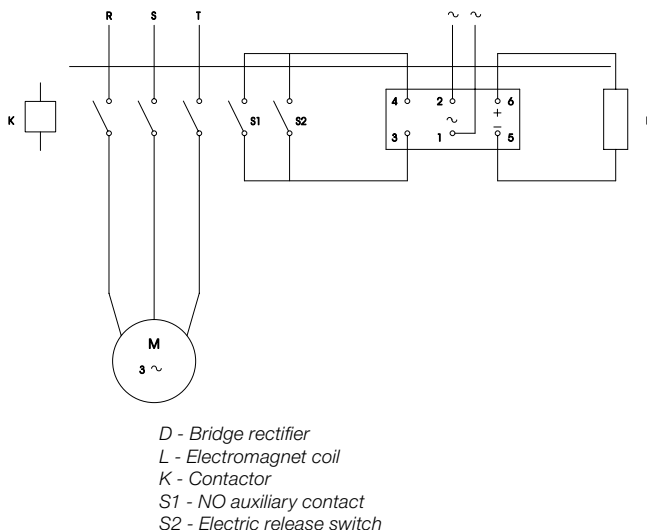 R S T ~ ~
4 2 6
K S1 S2 ~ +
3 1 − 5
M
3 ~
D - Bridge rectifier
L - Electromagnet coil
K - Contactor
S1 - NO auxiliary contact
S2 - Electric release switch